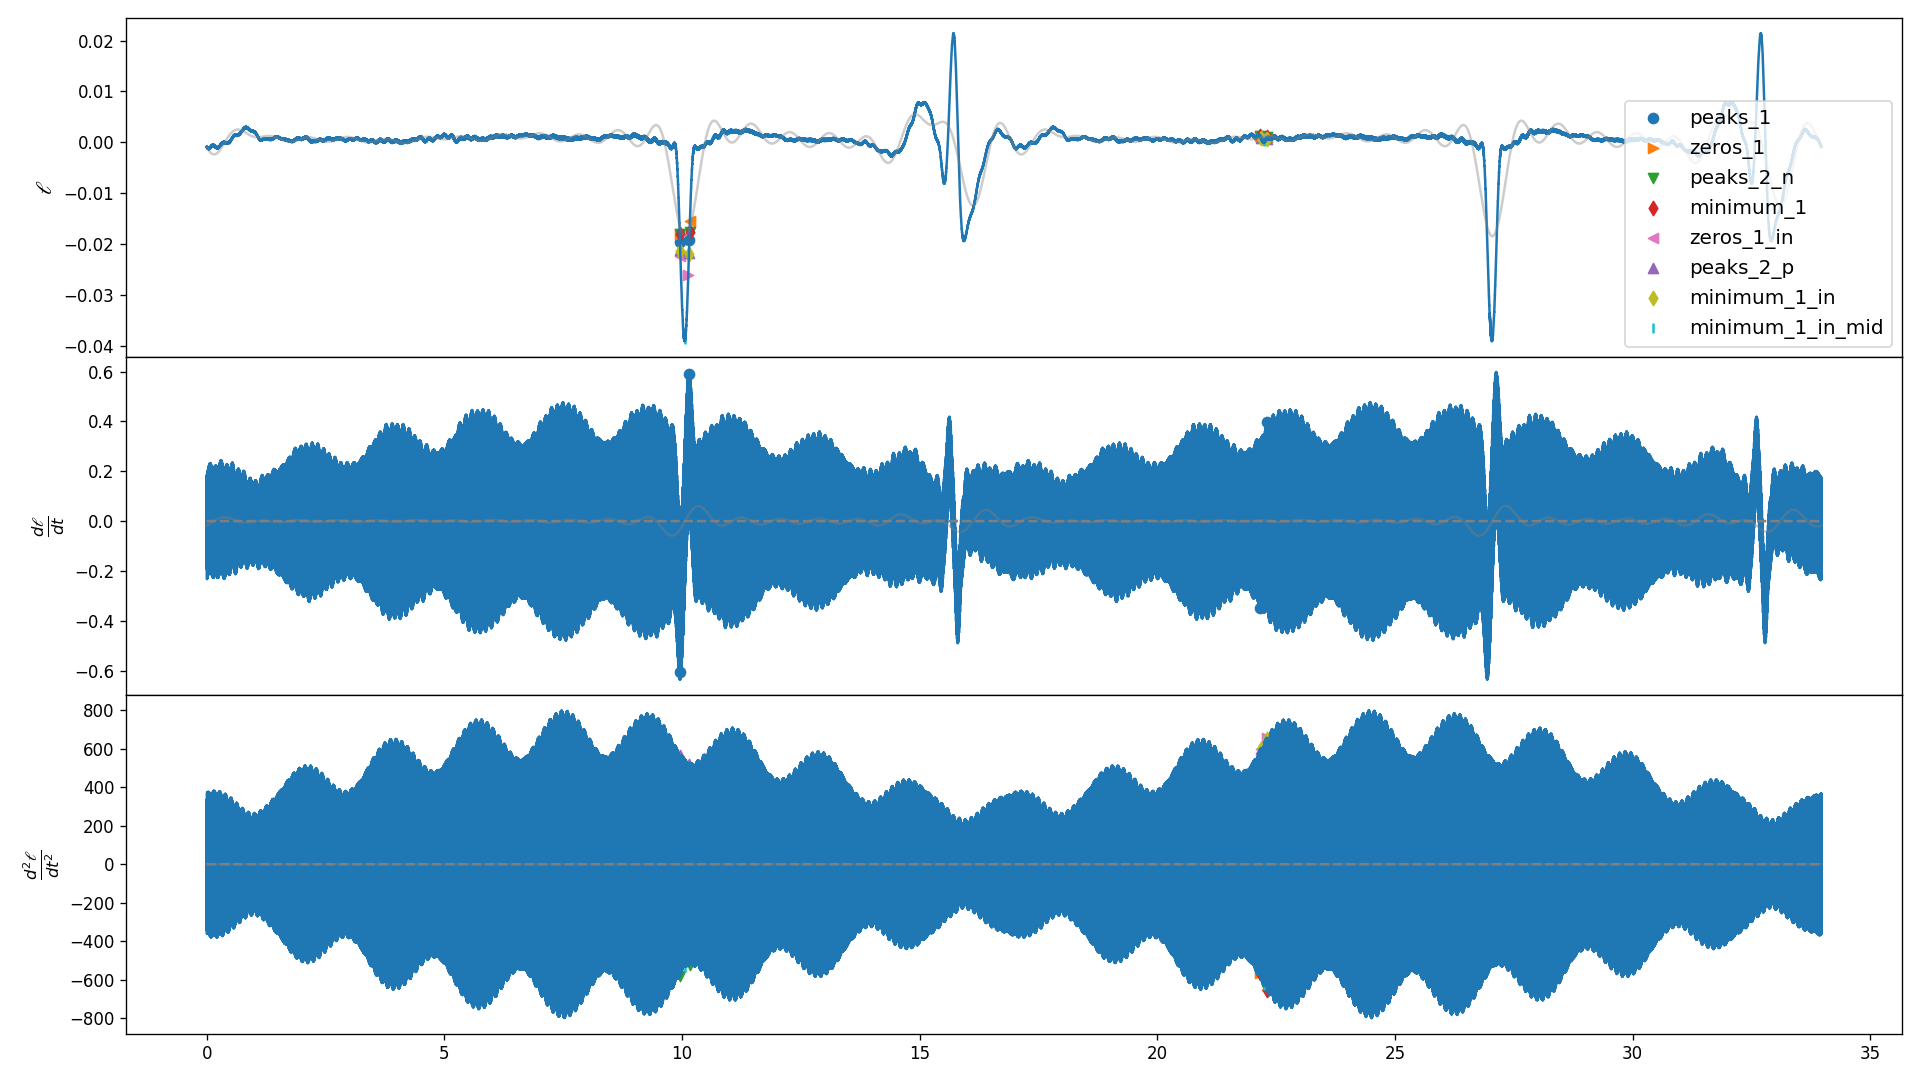 0.02
0.01
0.00
−0.01
−0.02
−0.03
−0.04
ℓ
peaks_1
zeros_1
peaks_2_n
minimum_1
zeros_1_in
peaks_2_p
minimum_1_in
minimum_1_in_mid
0.6
0.4
0.2
0.0
−0.2
−0.4
−0.6
dℓ
dt
800
600
400
200
0
−200
−400
−600
−800
d²ℓ
dt²
0 5 10 15 20 25 30 35